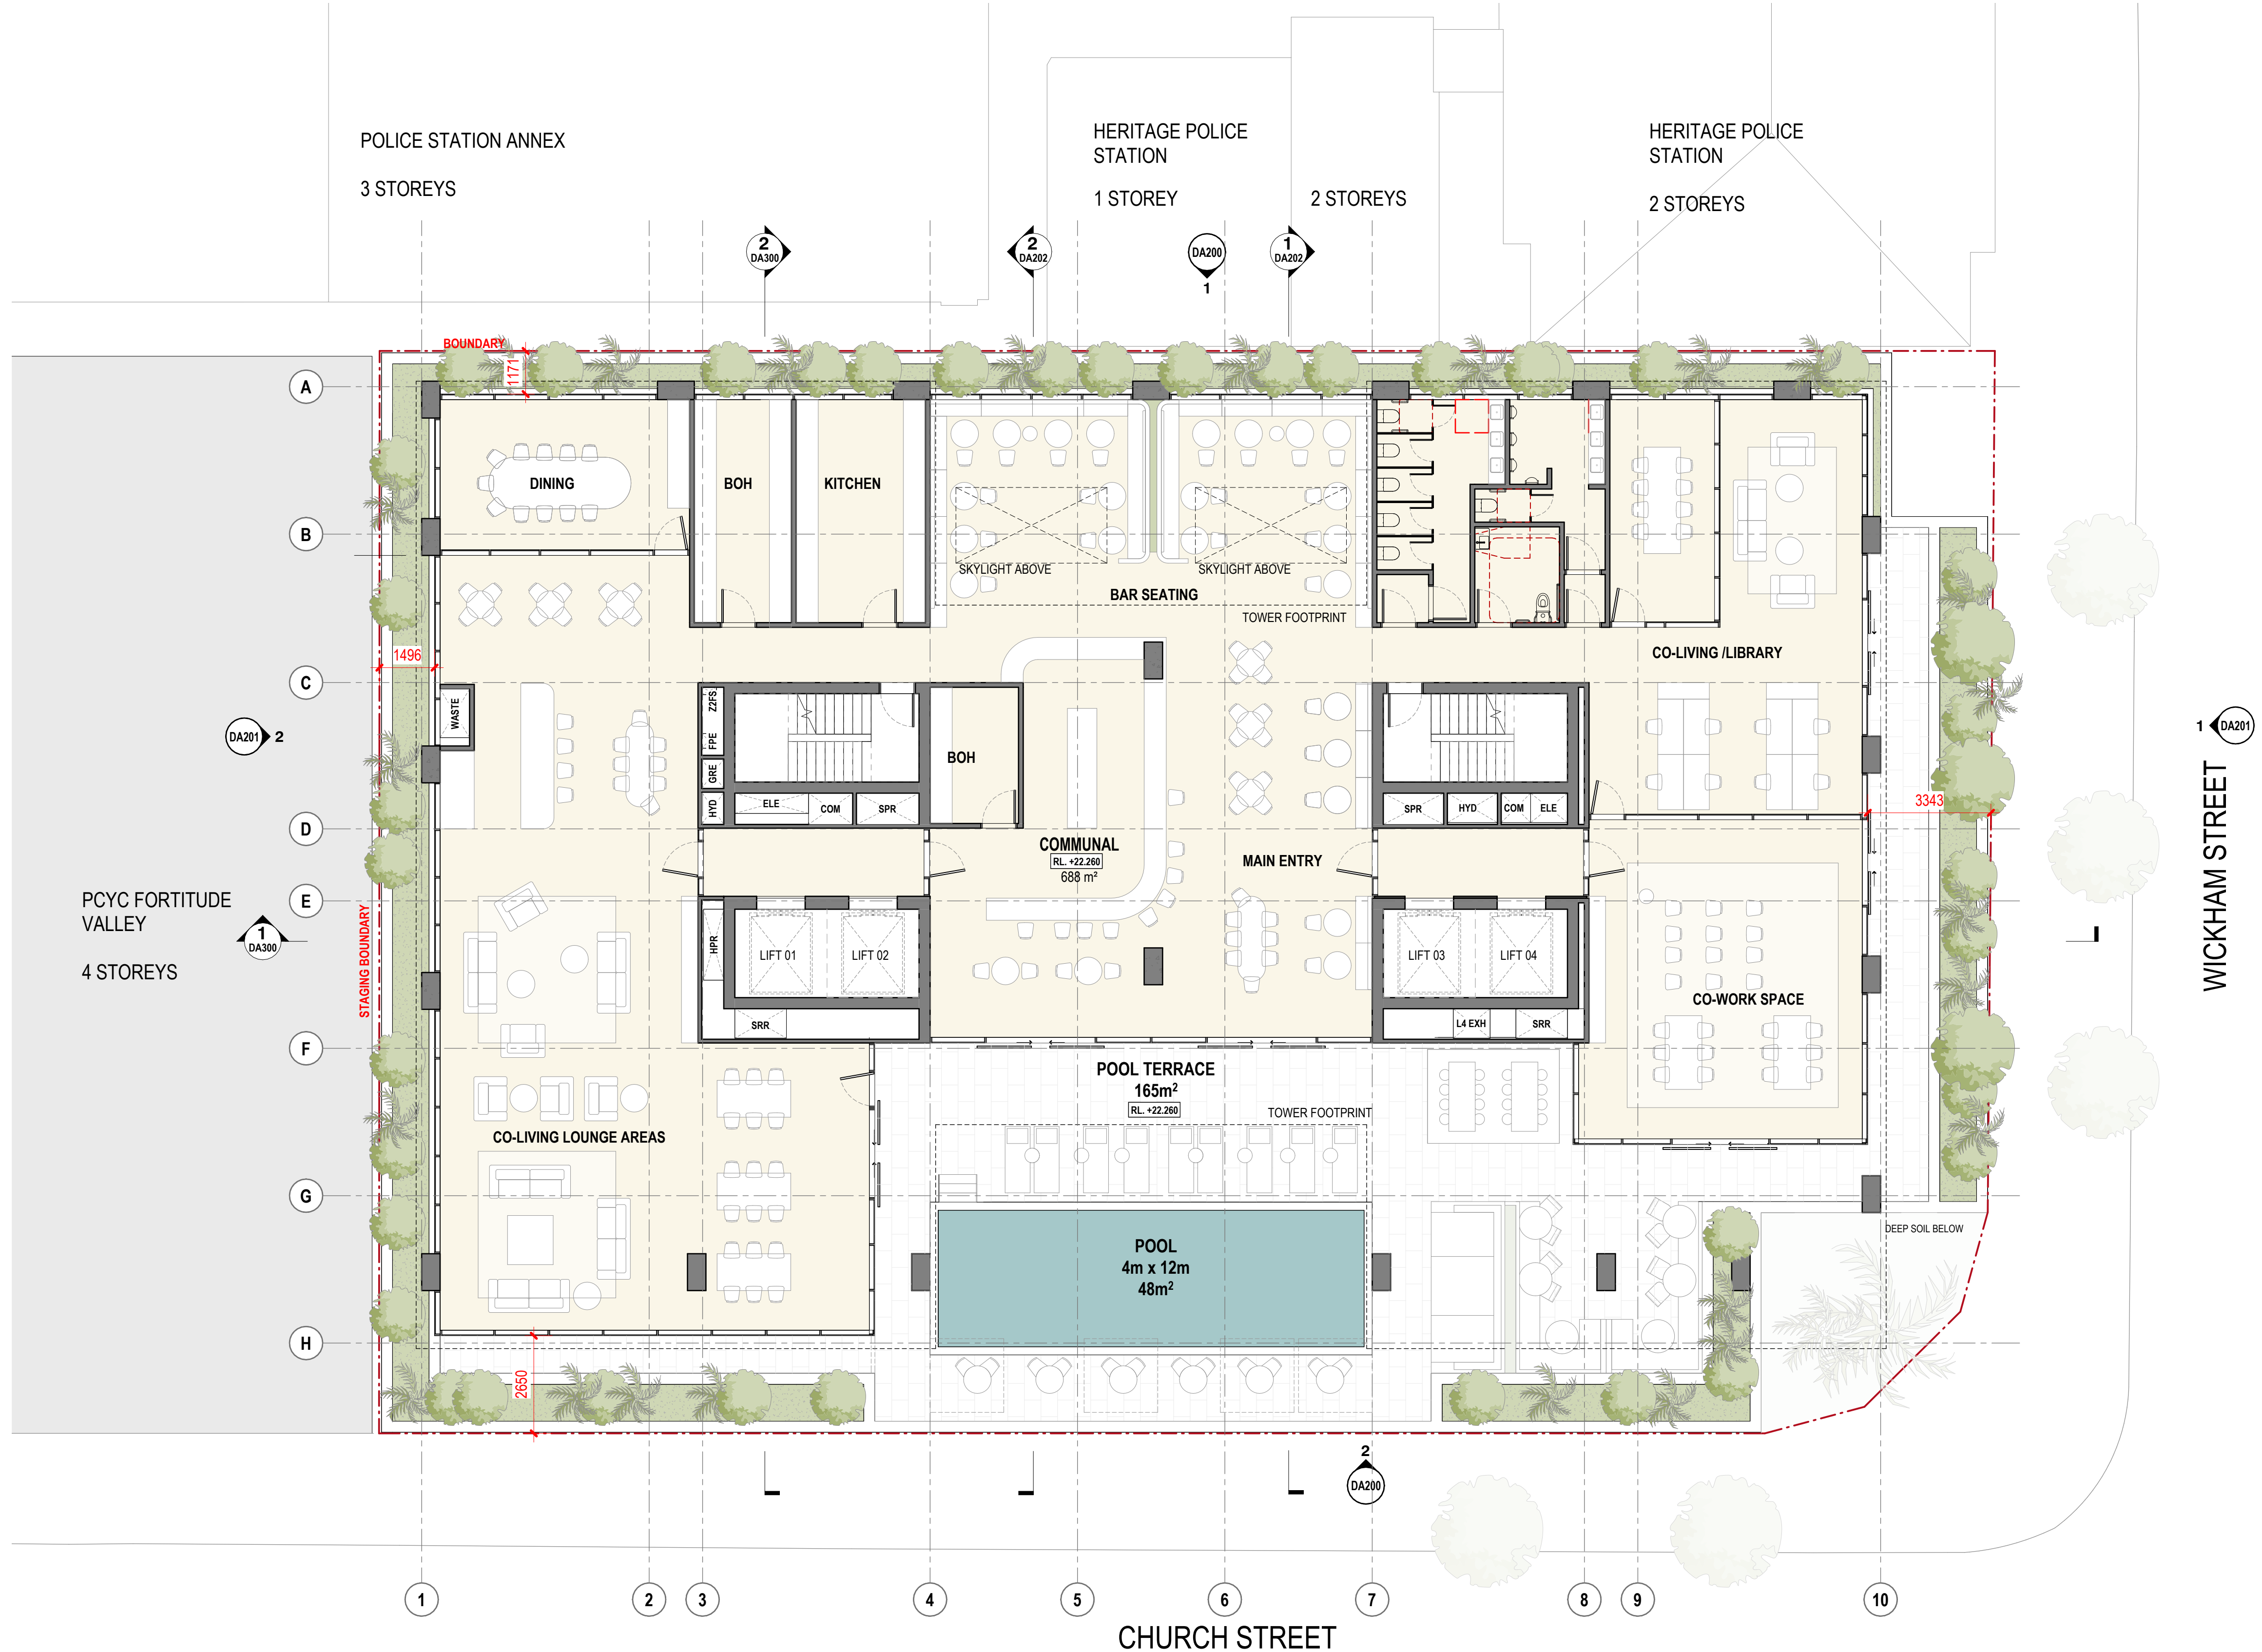 POLICE STATION ANNEX
3 STOREYS
HERITAGE POLICE
STATION
1 STOREY
2 STOREYS
HERITAGE POLICE
STATION
2 STOREYS
2
DA300
2
DA202
DA200
1
1
DA202
BOUNDARY
1171
A
DINING
BOH
KITCHEN
B
SKYLIGHT ABOVE
SKYLIGHT ABOVE
BAR SEATING
TOWER FOOTPRINT
1496
CO-LIVING /LIBRARY
C
WASTE
Z2FS
FPE
GRE
HYD
DA201
2
1
DA201
BOH
ELE
COM
SPR
SPR
HYD
COM
ELE
3343
D
COMMUNAL
RL. +22.260
688 m²
MAIN ENTRY
WICKHAM STREET
PCYC FORTITUDE
VALLEY
4 STOREYS
1
DA300
STAGING BOUNDARY
E
HPR
LIFT 01
LIFT 02
LIFT 03
LIFT 04
CO-WORK SPACE
SRR
L4 EXH
SRR
F
POOL TERRACE
165m²
RL. +22.260
TOWER FOOTPRINT
CO-LIVING LOUNGE AREAS
G
DEEP SOIL BELOW
POOL
4m x 12m
48m²
H
2650
2
DA200
1
2
3
4
5
6
7
8
9
10
CHURCH STREET